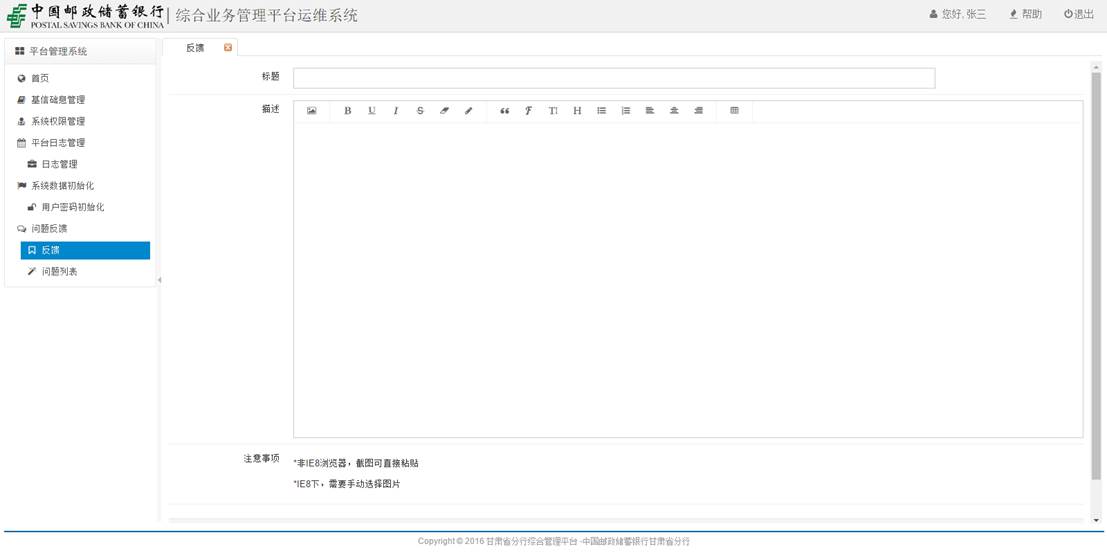 中国邮政储蓄银行
POSTAL SAVINGS BANK OF CHINA
综合业务管理平台运维系统
您好, 张三
帮助
退出
平台管理系统
首页
基信础息管理
系统权限管理
平台日志管理
日志管理
系统数据初始化
用户密码初始化
问题反馈
反馈
问题列表
反馈
标题
描述
B U I S F TI H
注意事项
*非IE8浏览器，截图可直接粘贴
*IE8下，需要手动选择图片
Copyright © 2016 甘肃省分行综合管理平台 -中国邮政储蓄银行甘肃省分行